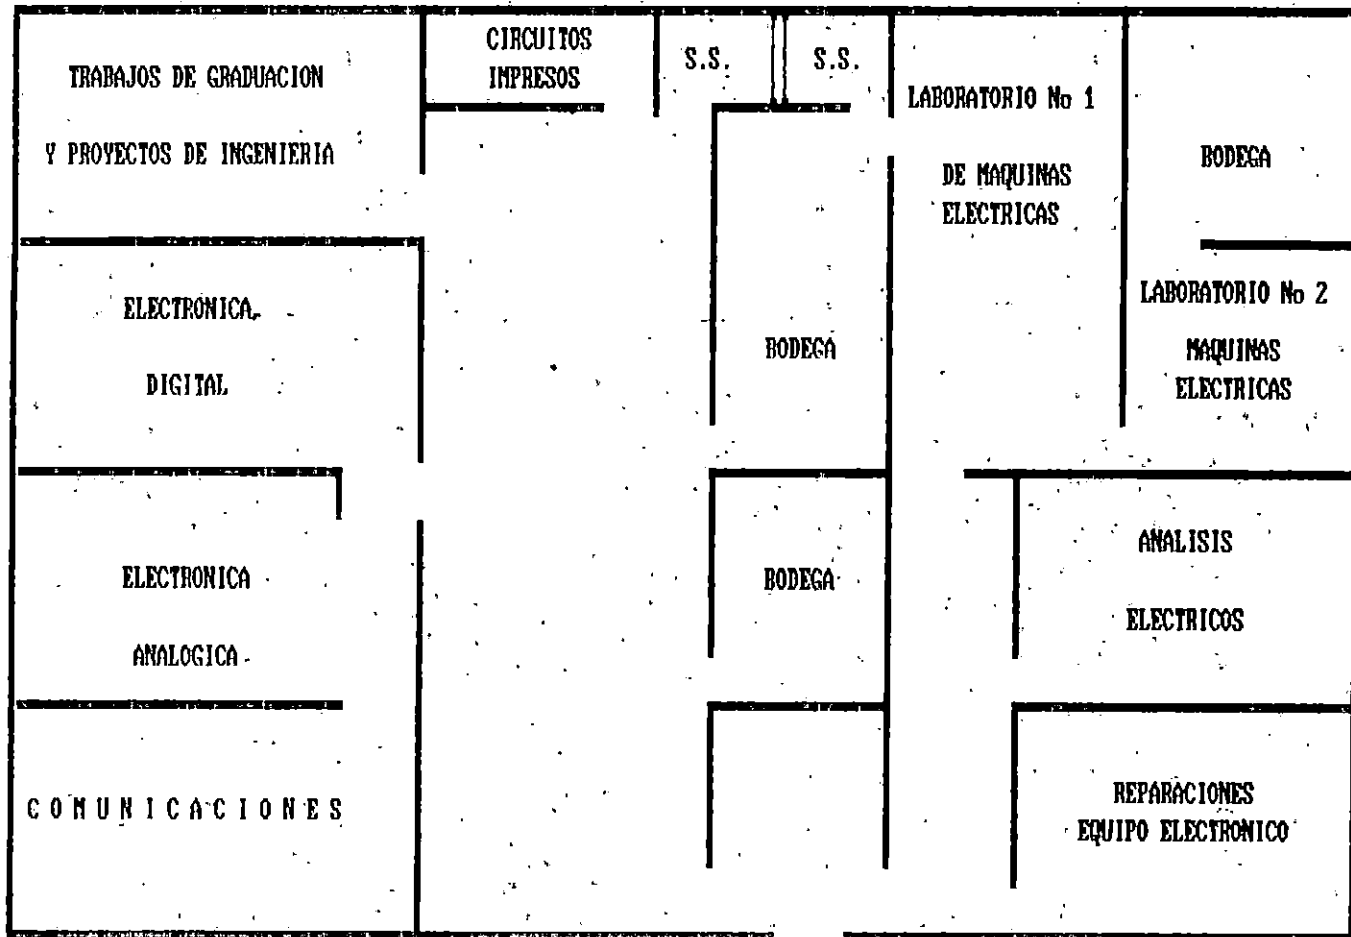 TRABAJOS DE GRADUACION
Y PROYECTOS DE INGENIERIA
CIRCUITOS
IMPRESOS
S.S.
S.S.
LABORATORIO No 1
DE MAQUINAS
ELECTRICAS
BODEGA
LABORATORIO No 2
MAQUINAS
ELECTRICAS
ELECTRONICA
DIGITAL
BODEGA
ELECTRONICA
ANALOGICA
BODEGA
ANALISIS
ELECTRICOS
COMUNICACIONES
REPARACIONES
EQUIPO ELECTRONICO